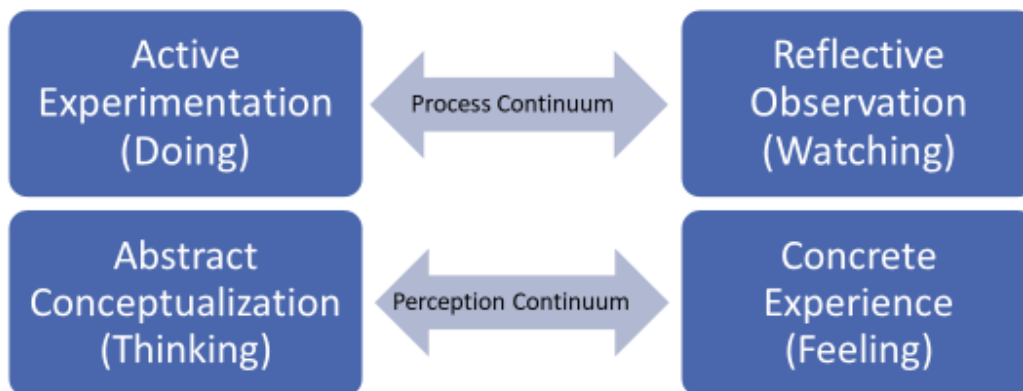 Active
Experimentation
(Doing)
Process Continuum
Reflective
Observation
(Watching)
Abstract
Conceptualization
(Thinking)
Perception Continuum
Concrete
Experience
(Feeling)